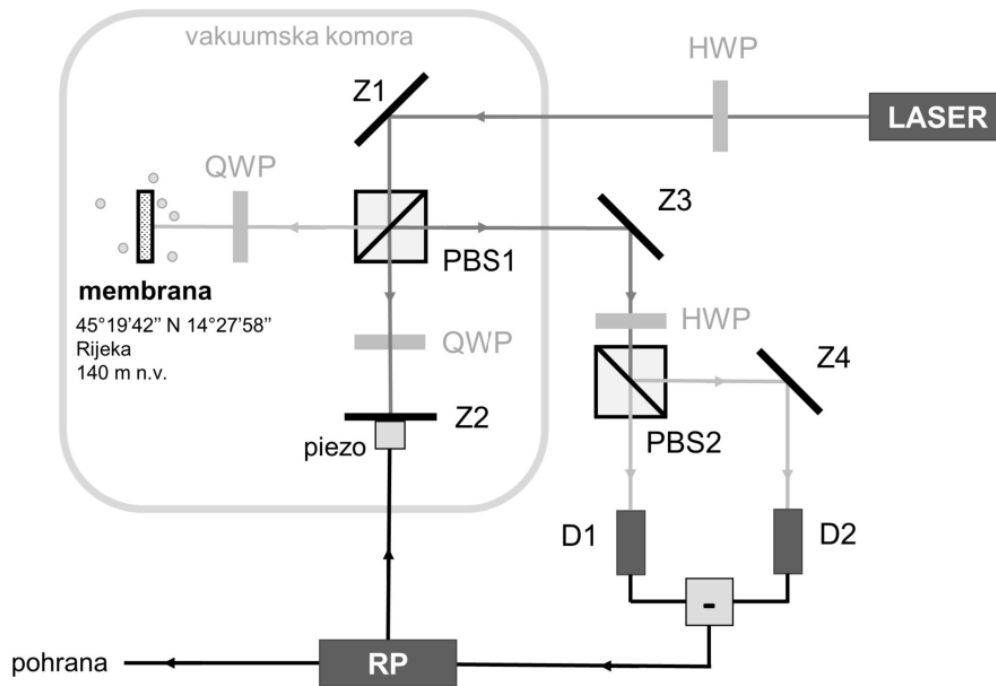 vakuumska komora
HWP
Z1
LASER
QWP
Z3
PBS1
membrana
45°19'42" N 14°27'58"
Rijeka
140 m n.v.
QWP
HWP
Z4
Z2
piezo
PBS2
D1
D2
-
RP
pohrana